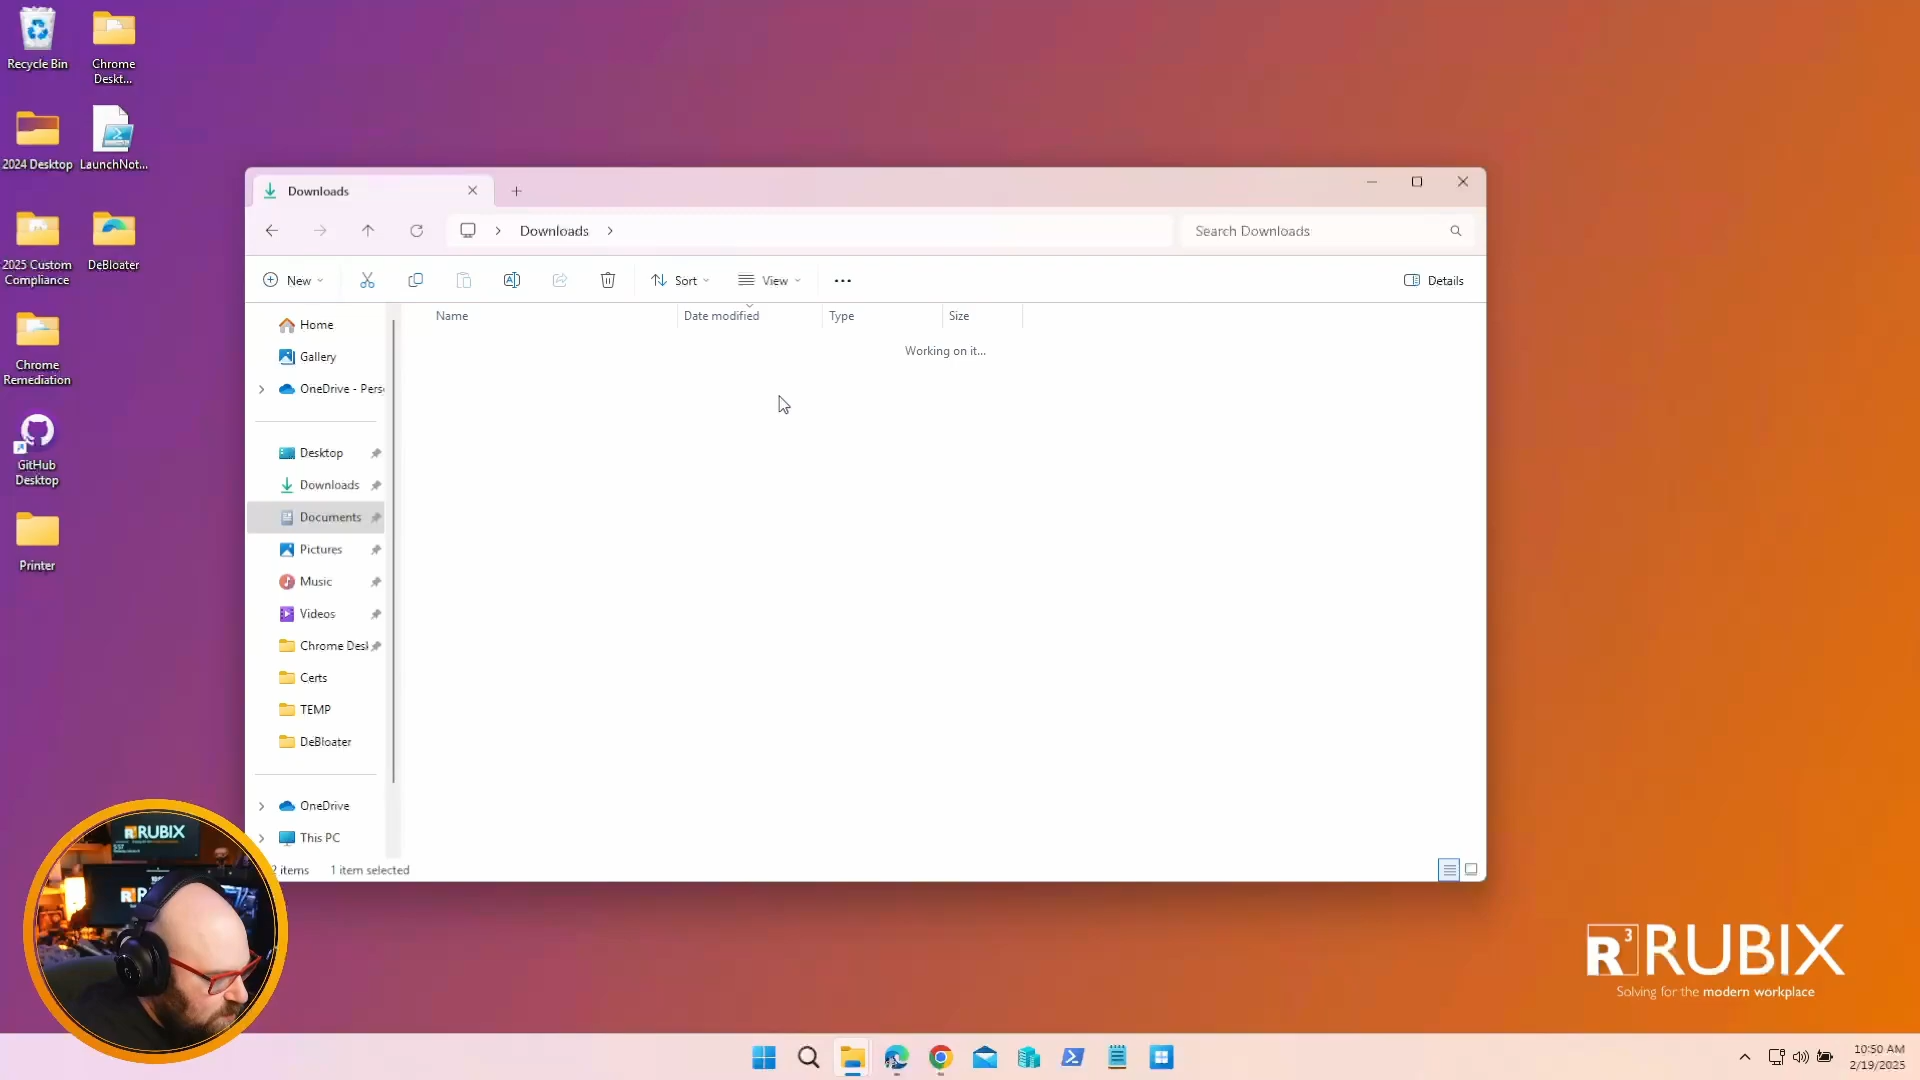 Recycle Bin
Chrome
Deskt...
2024 Desktop
LaunchNot...
2025 Custom
Compliance
DeBloater
Chrome
Remediation
GitHub
Desktop
Printer
Downloads
Downloads
Search Downloads
New
Sort
View
Details
Name
Date modified
Type
Size
Working on it...
Home
Gallery
OneDrive - Pers
Desktop
Downloads
Documents
Pictures
Music
Videos
Chrome Desk
Certs
TEMP
DeBloater
OneDrive
This PC
2 items
1 item selected
RUBIX
R3 RUBIX
Solving for the modern workplace
10:50 AM
2/19/2025